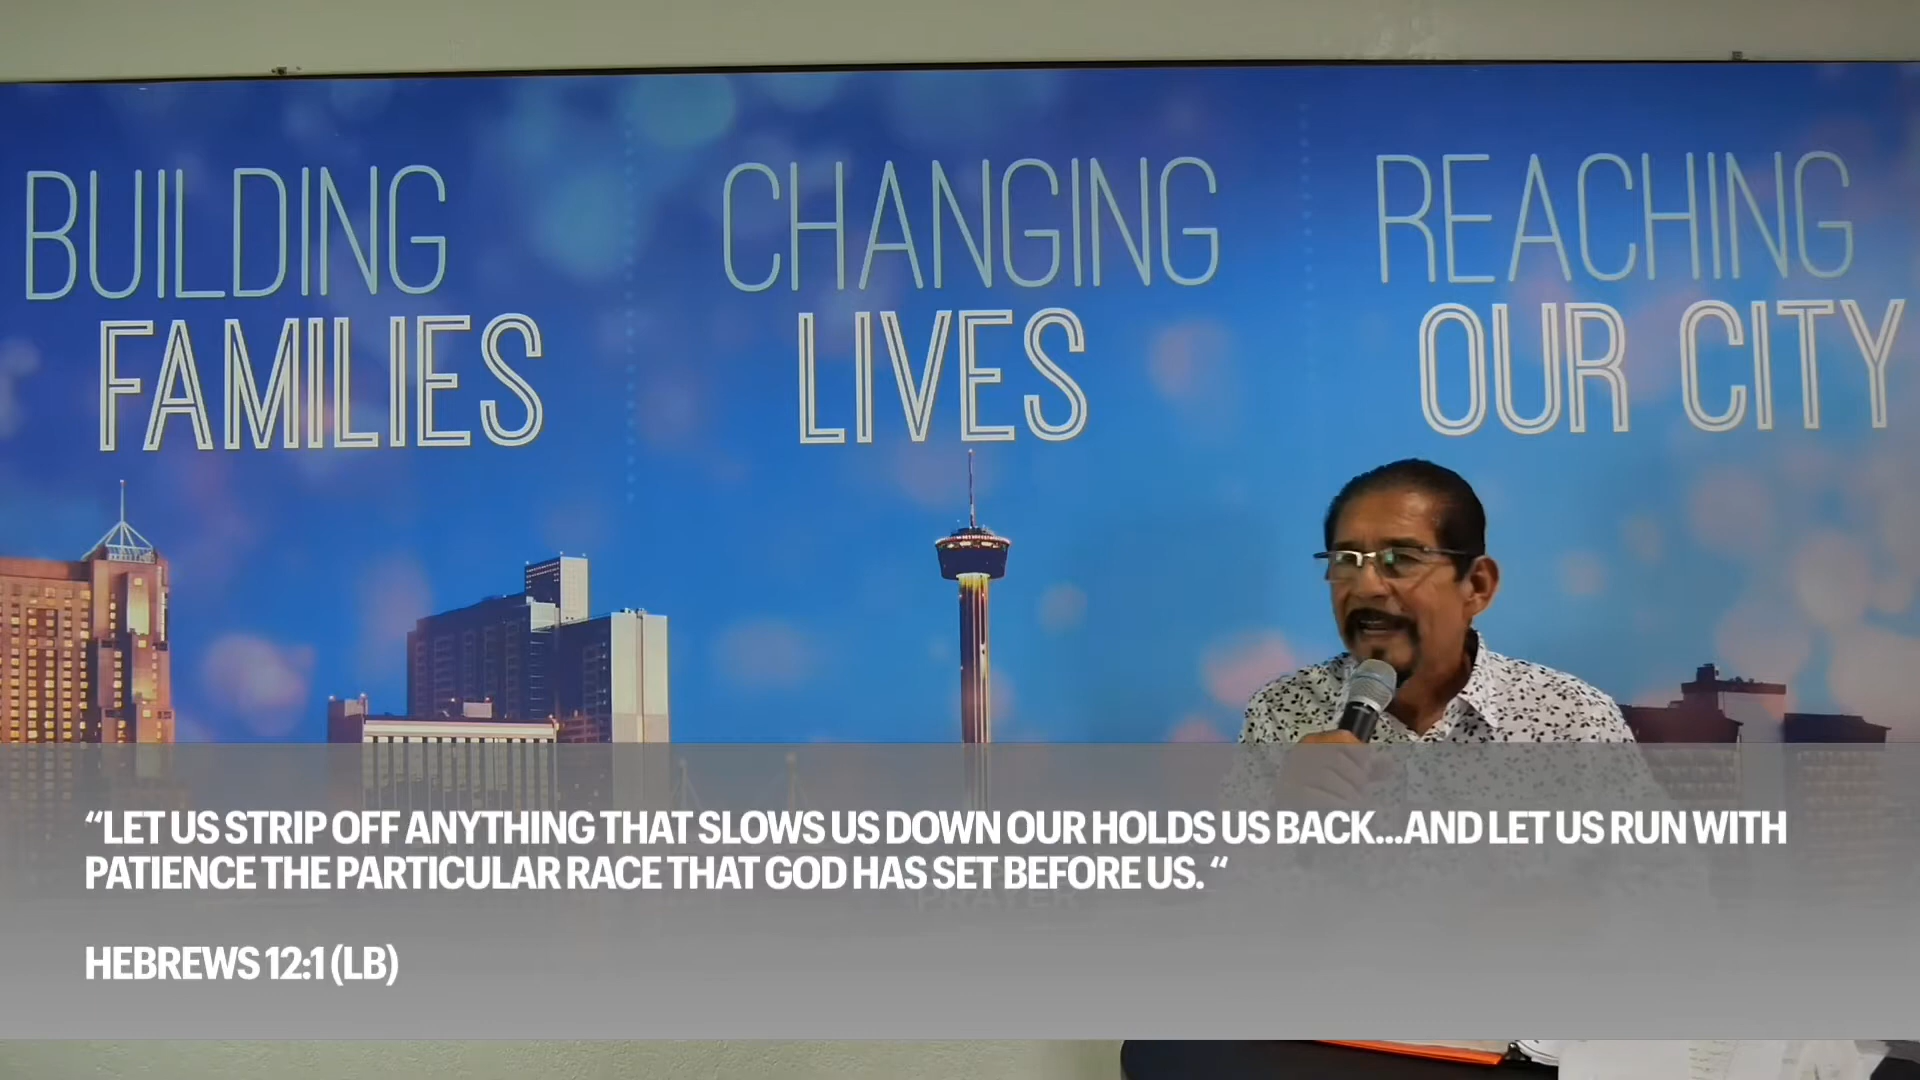 BUILDING
FAMILIES
CHANGING
LIVES
REACHING
OUR CITY
“LET US STRIP OFF ANYTHING THAT SLOWS US DOWN OUR HOLDS US BACK...AND LET US RUN WITH
PATIENCE THE PARTICULAR RACE THAT GOD HAS SET BEFORE US. “
PRAYER
HEBREWS 12:1 (LB)